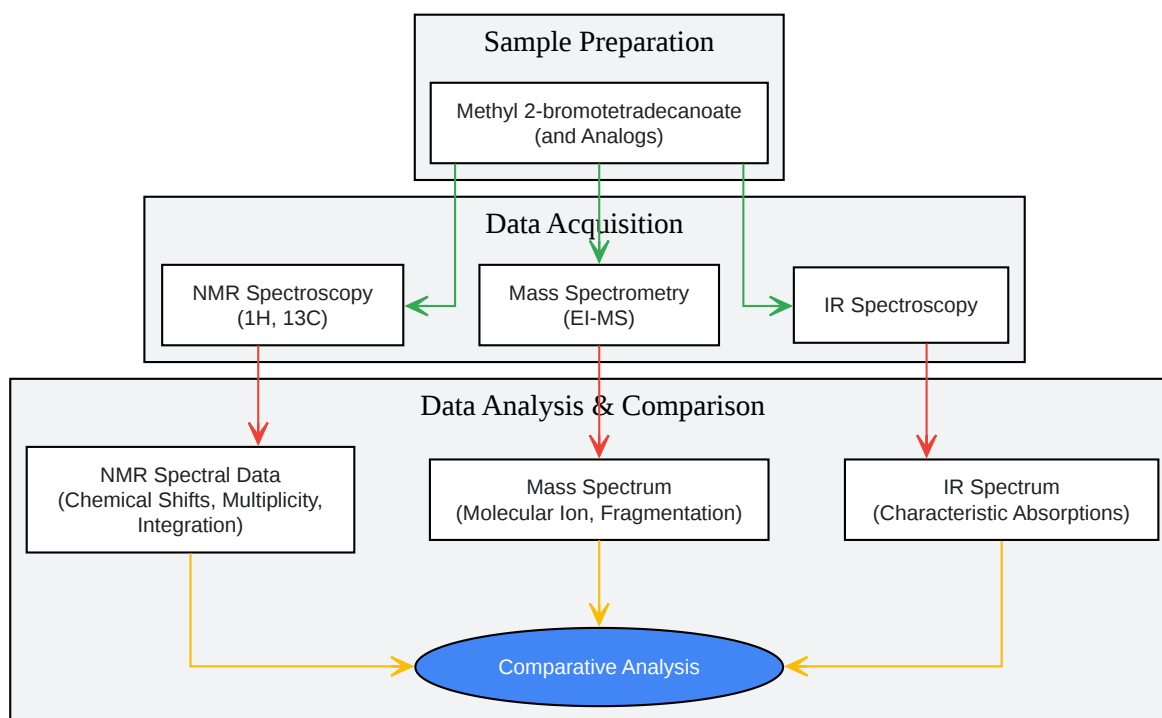 Sample Preparation
Methyl 2-bromotetradecanoate
(and Analogs)
Data Acquisition
NMR Spectroscopy
(1H, 13C)
Mass Spectrometry
(EI-MS)
IR Spectroscopy
Data Analysis & Comparison
NMR Spectral Data
(Chemical Shifts, Multiplicity,
Integration)
Mass Spectrum
(Molecular Ion, Fragmentation)
IR Spectrum
(Characteristic Absorptions)
Comparative Analysis